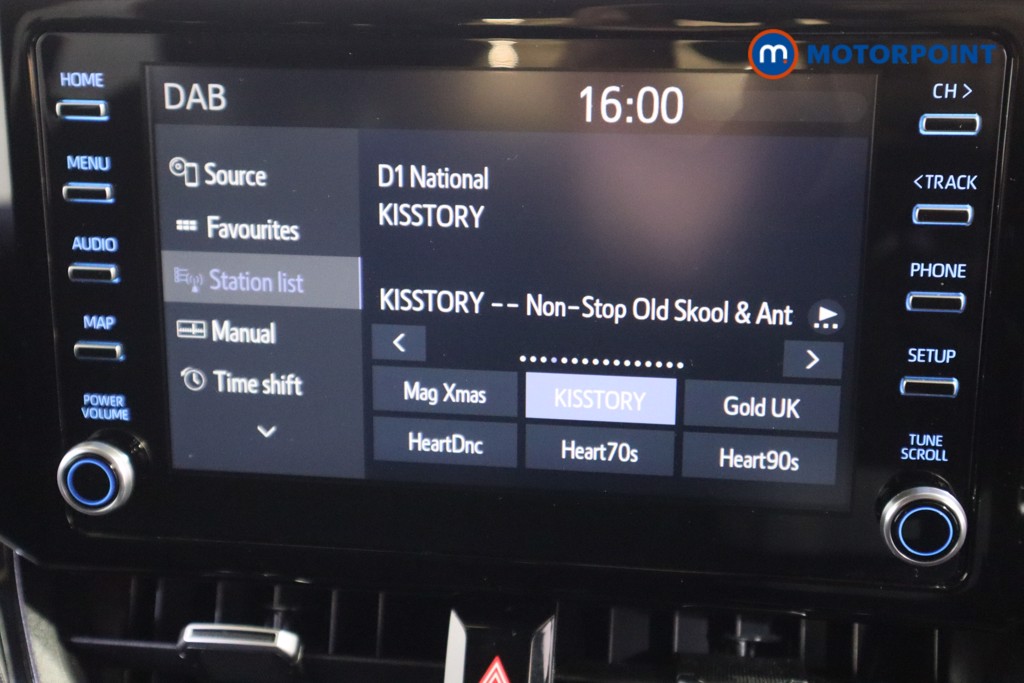 m MOTORPOINT
HOME
MENU
AUDIO
MAP
POWER
VOLUME
DAB
16:00
Source
Favourites
Station list
Manual
Time shift
D1 National
KISSTORY
KISSTORY -- Non-Stop Old Skool & Ant
<
>
Mag Xmas
KISSTORY
Gold UK
HeartDnc
Heart70s
Heart90s
CH >
<TRACK
PHONE
SETUP
TUNE
SCROLL